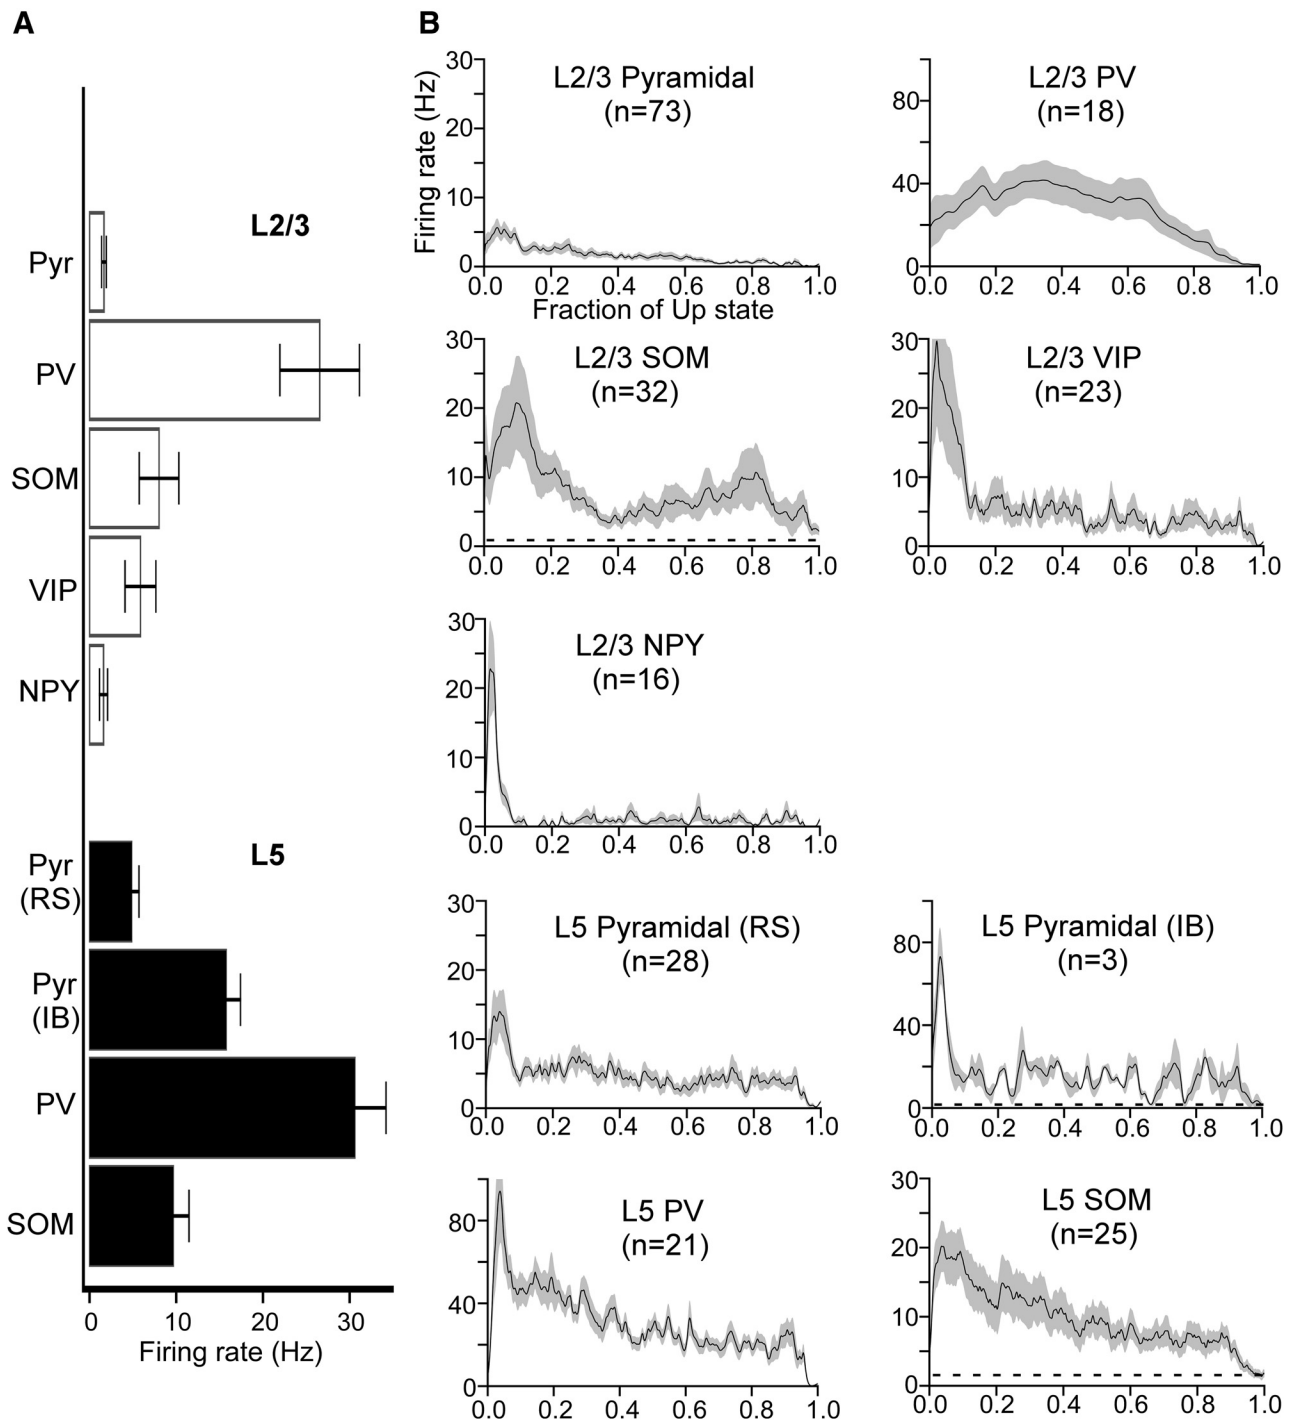 A
L2/3
Pyr
PV
SOM
VIP
NPY
L5
Pyr
(RS)
Pyr
(IB)
PV
SOM
0 10 20 30
Firing rate (Hz)
B
L2/3 Pyramidal
(n=73)
Firing rate (Hz)
30
20
10
0
0.0 0.2 0.4 0.6 0.8 1.0
Fraction of Up state
L2/3 PV
(n=18)
80
40
0
0.0 0.2 0.4 0.6 0.8 1.0
L2/3 SOM
(n=32)
30
20
10
0
0.0 0.2 0.4 0.6 0.8 1.0
L2/3 VIP
(n=23)
30
20
10
0
0.0 0.2 0.4 0.6 0.8 1.0
L2/3 NPY
(n=16)
30
20
10
0
0.0 0.2 0.4 0.6 0.8 1.0
L5 Pyramidal (RS)
(n=28)
30
20
10
0
0.0 0.2 0.4 0.6 0.8 1.0
L5 Pyramidal (IB)
(n=3)
80
40
0
0.0 0.2 0.4 0.6 0.8 1.0
L5 PV
(n=21)
80
40
0
0.0 0.2 0.4 0.6 0.8 1.0
L5 SOM
(n=25)
30
20
10
0
0.0 0.2 0.4 0.6 0.8 1.0